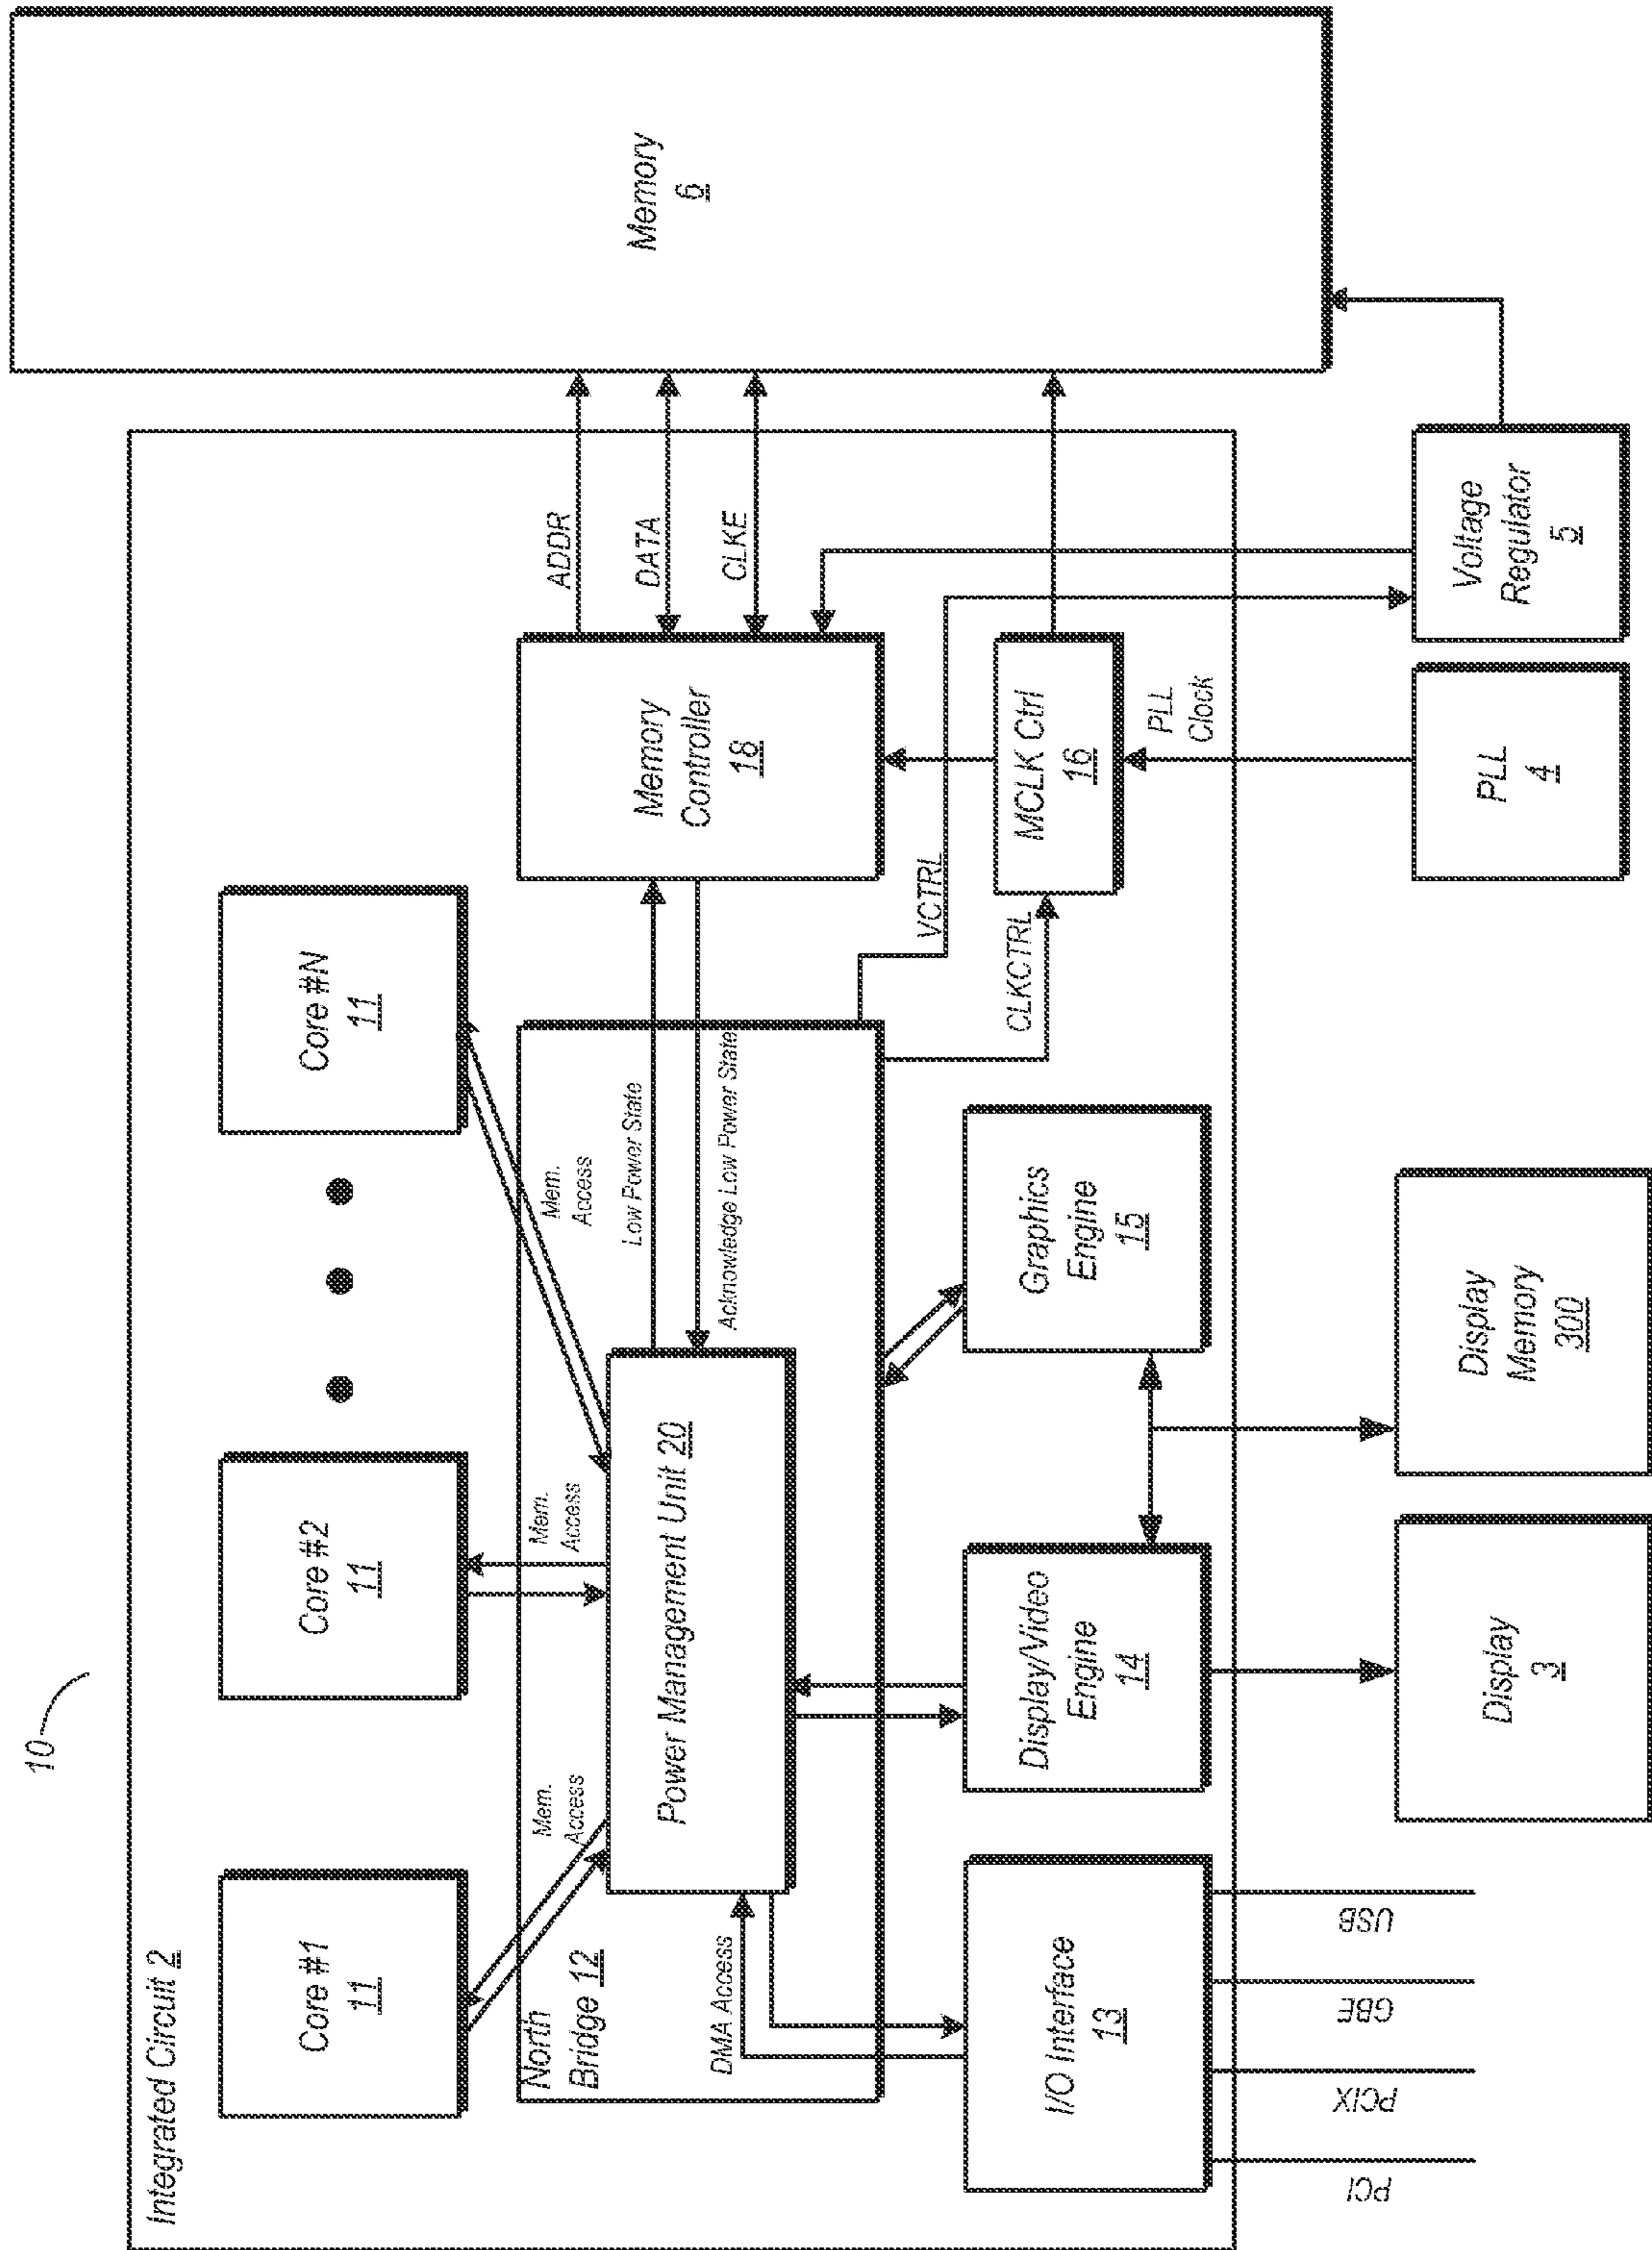 10
Integrated Circuit 2
Core #1
11
Core #2
11
Core #N
11
Mem.
Access
Mem.
Access
Mem.
Access
North
Bridge 12
Power Management Unit 20
Low Power State
Acknowledge Low Power State
DMA Access
Memory
Controller
18
ADDR
DATA
CLKE
Memory
6
VCTRL
CLKCTRL
MCLK Ctrl
16
PLL
Clock
I/O Interface
13
Display/Video
Engine
14
Graphics
Engine
15
PCI
PCIX
GBE
USB
Display
3
Display
Memory
300
PLL
4
Voltage
Regulator
5